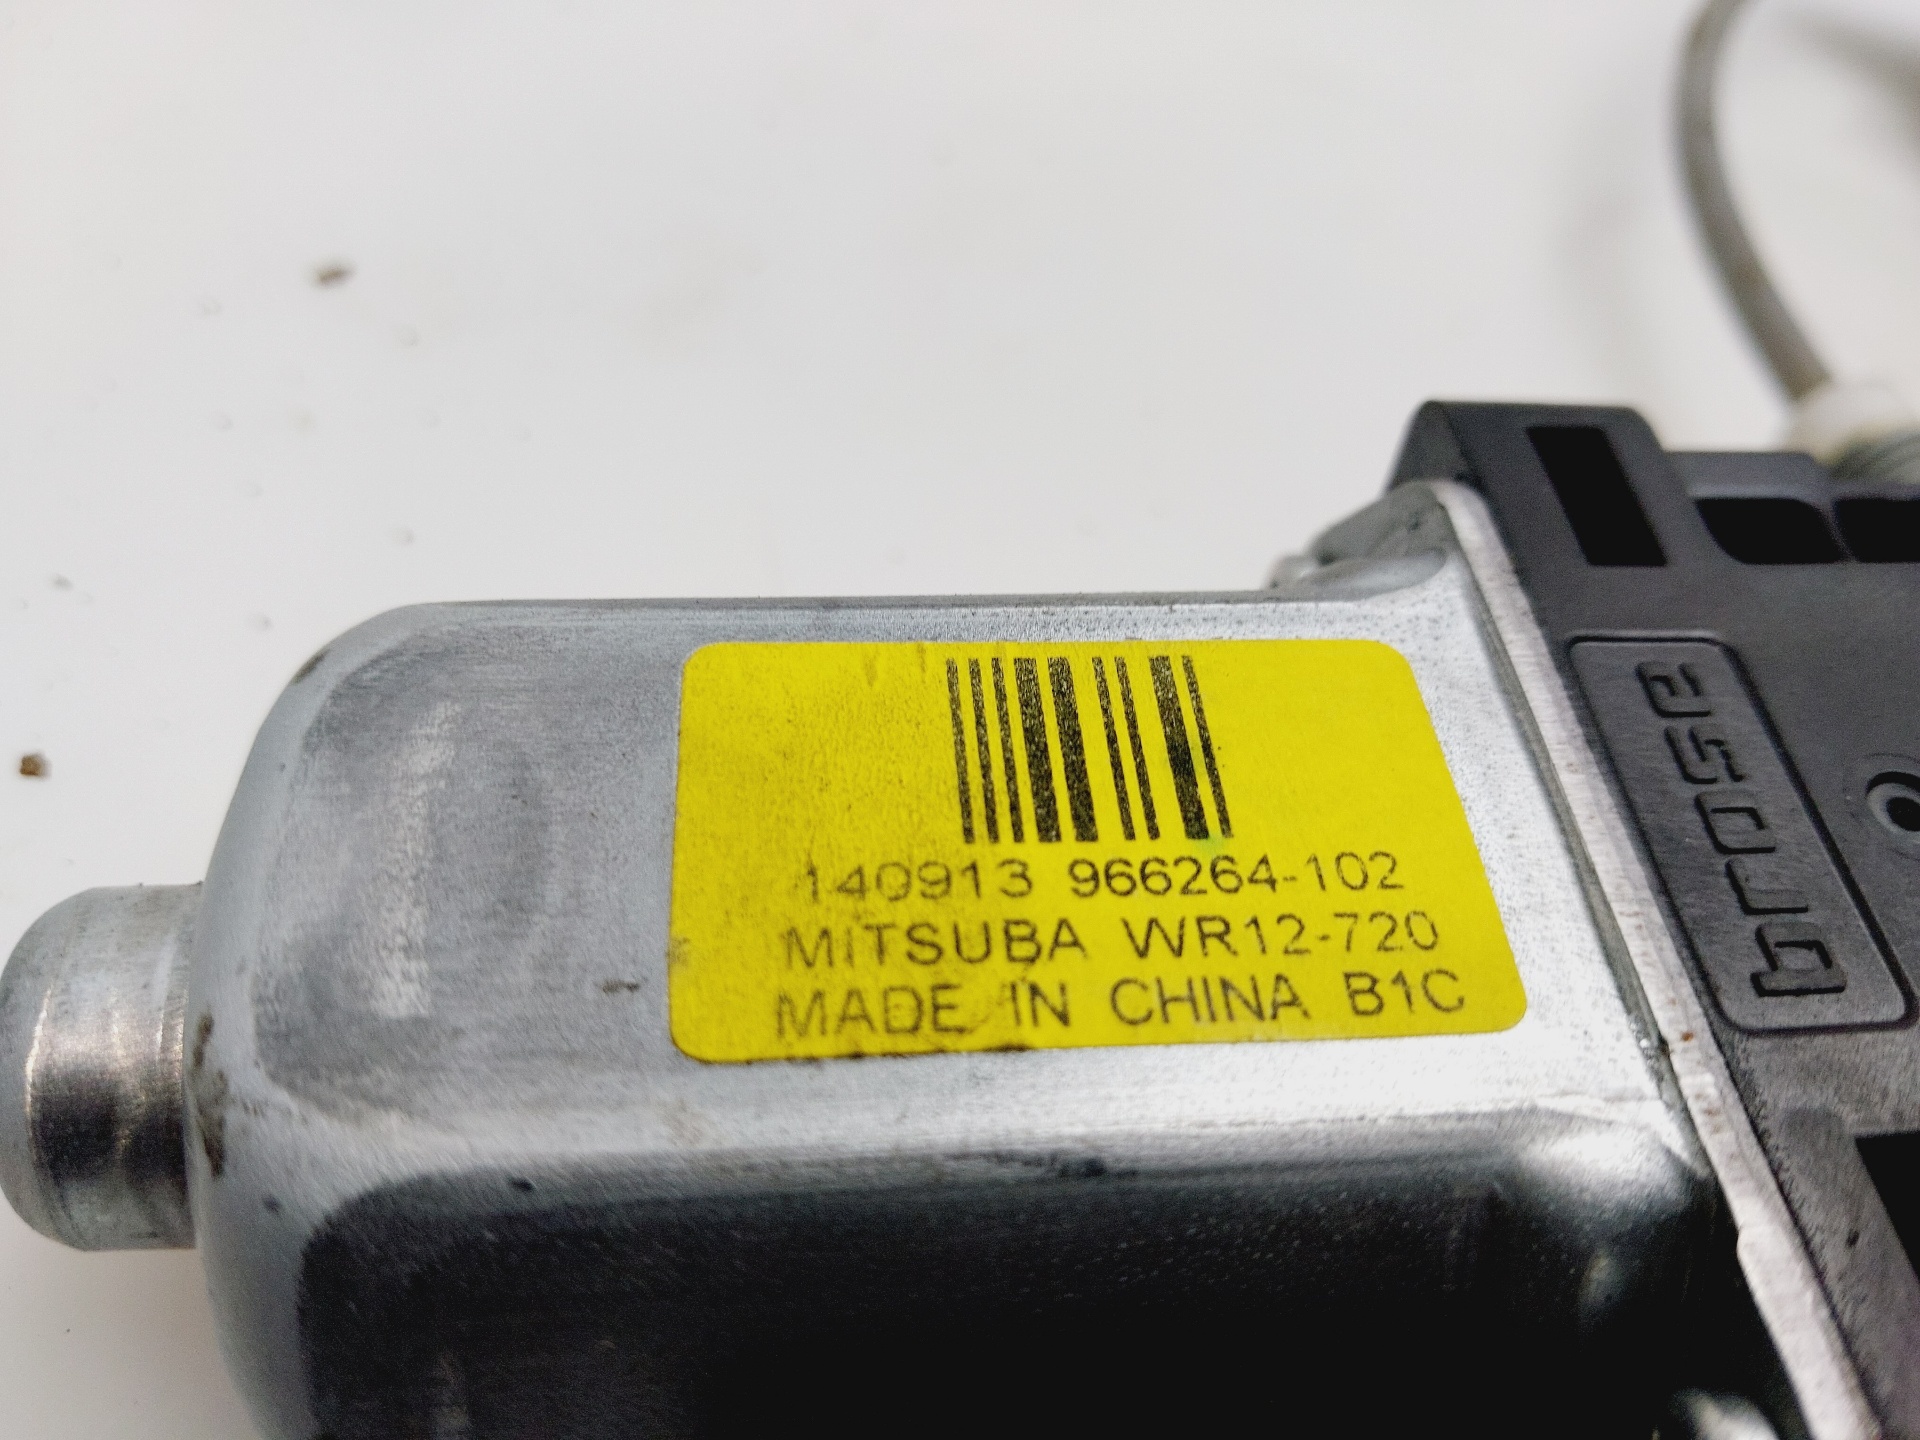 140913 966264-102
MITSUBA WR12-720
MADE IN CHINA B1C
brose